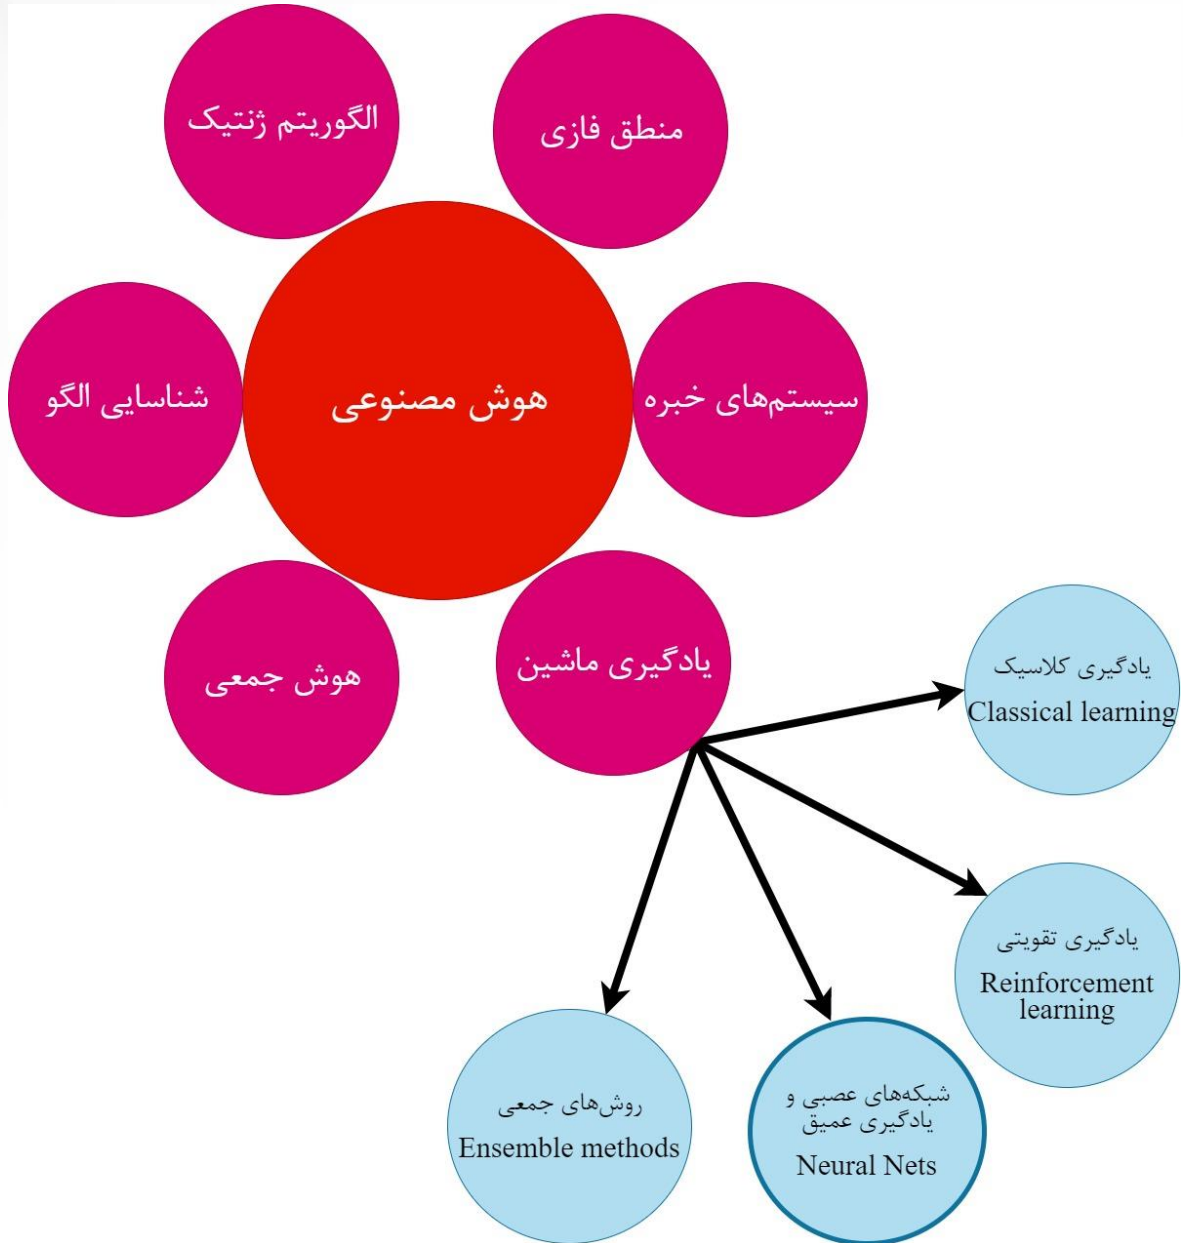 الگوریتم ژنتیک
منطق فازی
شناسایی الگو
هوش مصنوعی
سیستم‌های خبره
هوش جمعی
یادگیری ماشین
یادگیری کلاسیک
Classical learning
یادگیری تقویتی
Reinforcement
learning
روش‌های جمعی
Ensemble methods
شبکه‌های عصبی و
یادگیری عمیق
Neural Nets